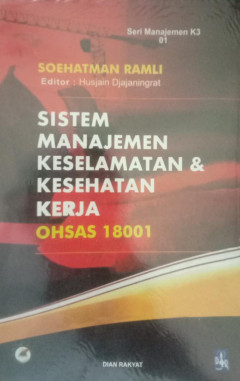 Seri Manajemen K3
01
SOEHATMAN RAMLI
Editor : Husjain Djajaningrat
SISTEM
MANAJEMEN
KESELAMATAN &
KESEHATAN
KERJA
OHSAS 18001
DIAN RAKYAT